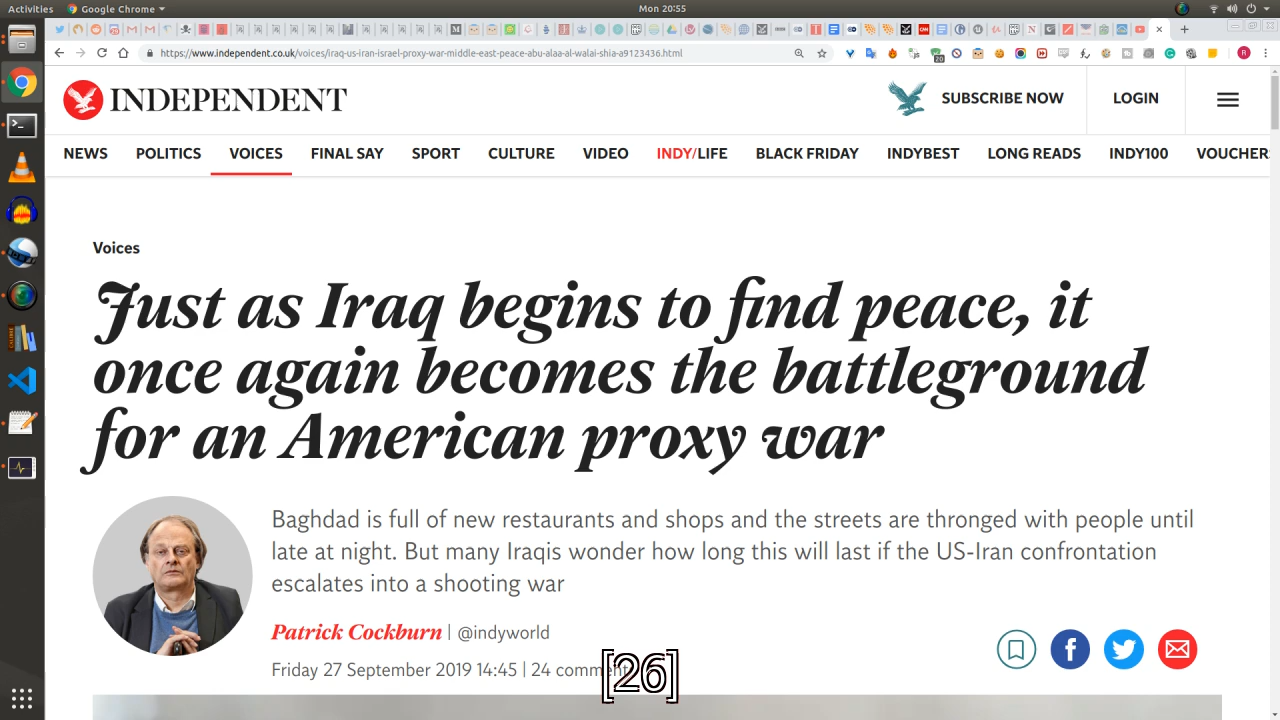 Activities Google Chrome Mon 20:55
https://www.independent.co.uk/voices/iraq-us-iran-israel-proxy-war-middle-east-peace-abu-alaa-al-walai-shia-a9123436.html
INDEPENDENT SUBSCRIBE NOW LOGIN
NEWS POLITICS VOICES FINAL SAY SPORT CULTURE VIDEO INDY/LIFE BLACK FRIDAY INDYBEST LONG READS INDY100 VOUCHERS
Voices
Just as Iraq begins to find peace, it
once again becomes the battleground
for an American proxy war
Baghdad is full of new restaurants and shops and the streets are thronged with people until
late at night. But many Iraqis wonder how long this will last if the US-Iran confrontation
escalates into a shooting war
Patrick Cockburn | @indyworld
Friday 27 September 2019 14:45 | 24 comment
[26]